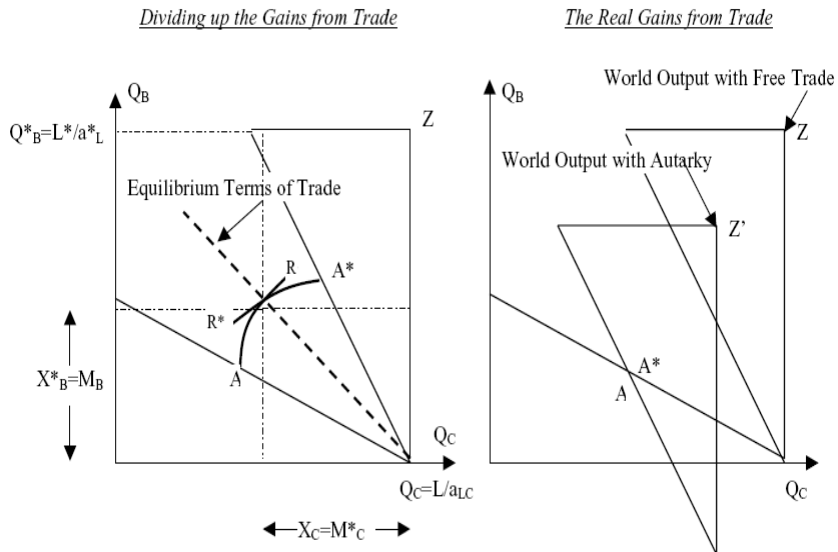 Dividing up the Gains from Trade
Q_B
Q*_B=L*/a*_L
Z
Equilibrium Terms of Trade
R
A*
R*
A
X*_B=M_B
Q_C
Q_C=L/a_LC
X_C=M*_C
The Real Gains from Trade
World Output with Free Trade
Q_B
Z
World Output with Autarky
Z'
A*
A
Q_C